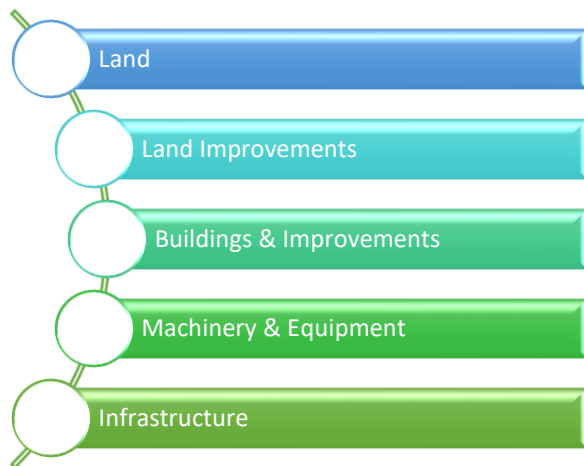 Land
Land Improvements
Buildings & Improvements
Machinery & Equipment
Infrastructure